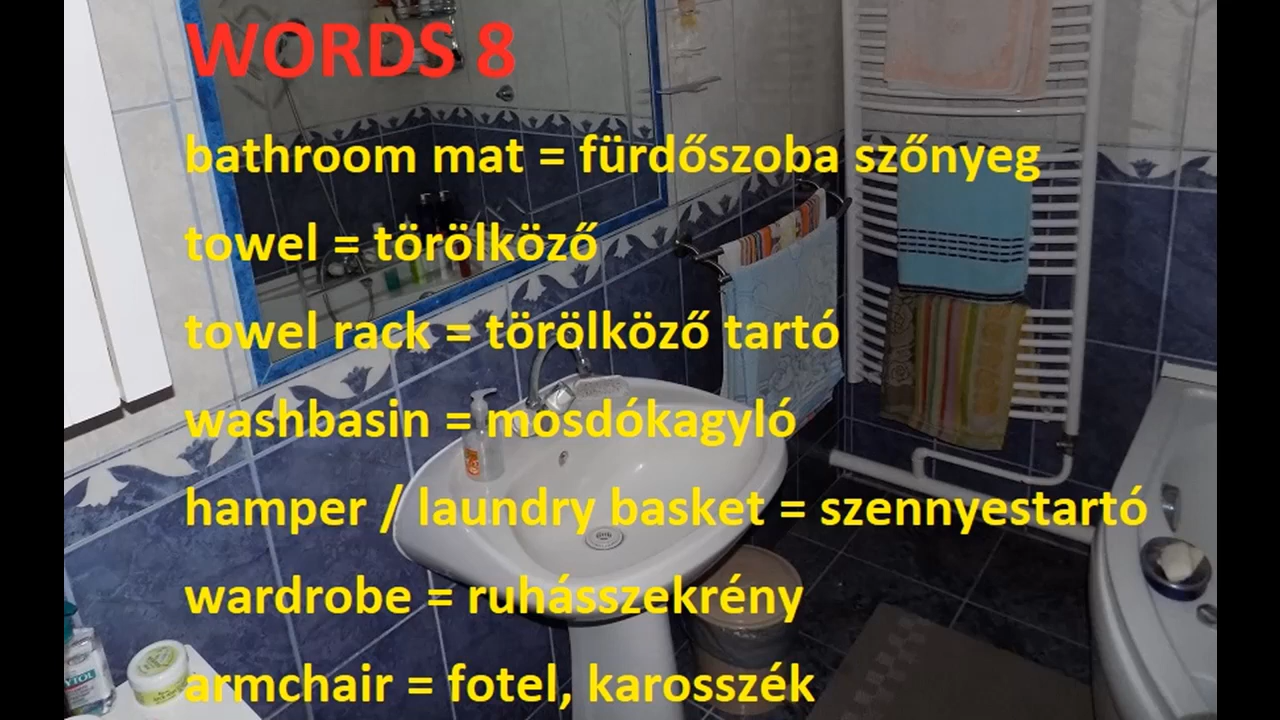 WORDS 8
bathroom mat = fürdőszoba szőnyeg
towel = törölköző
towel rack = törölköző tartó
washbasin = mosdókagyló
hamper / laundry basket = szennyestartó
wardrobe = ruhásszekrény
armchair = fotel, karosszék